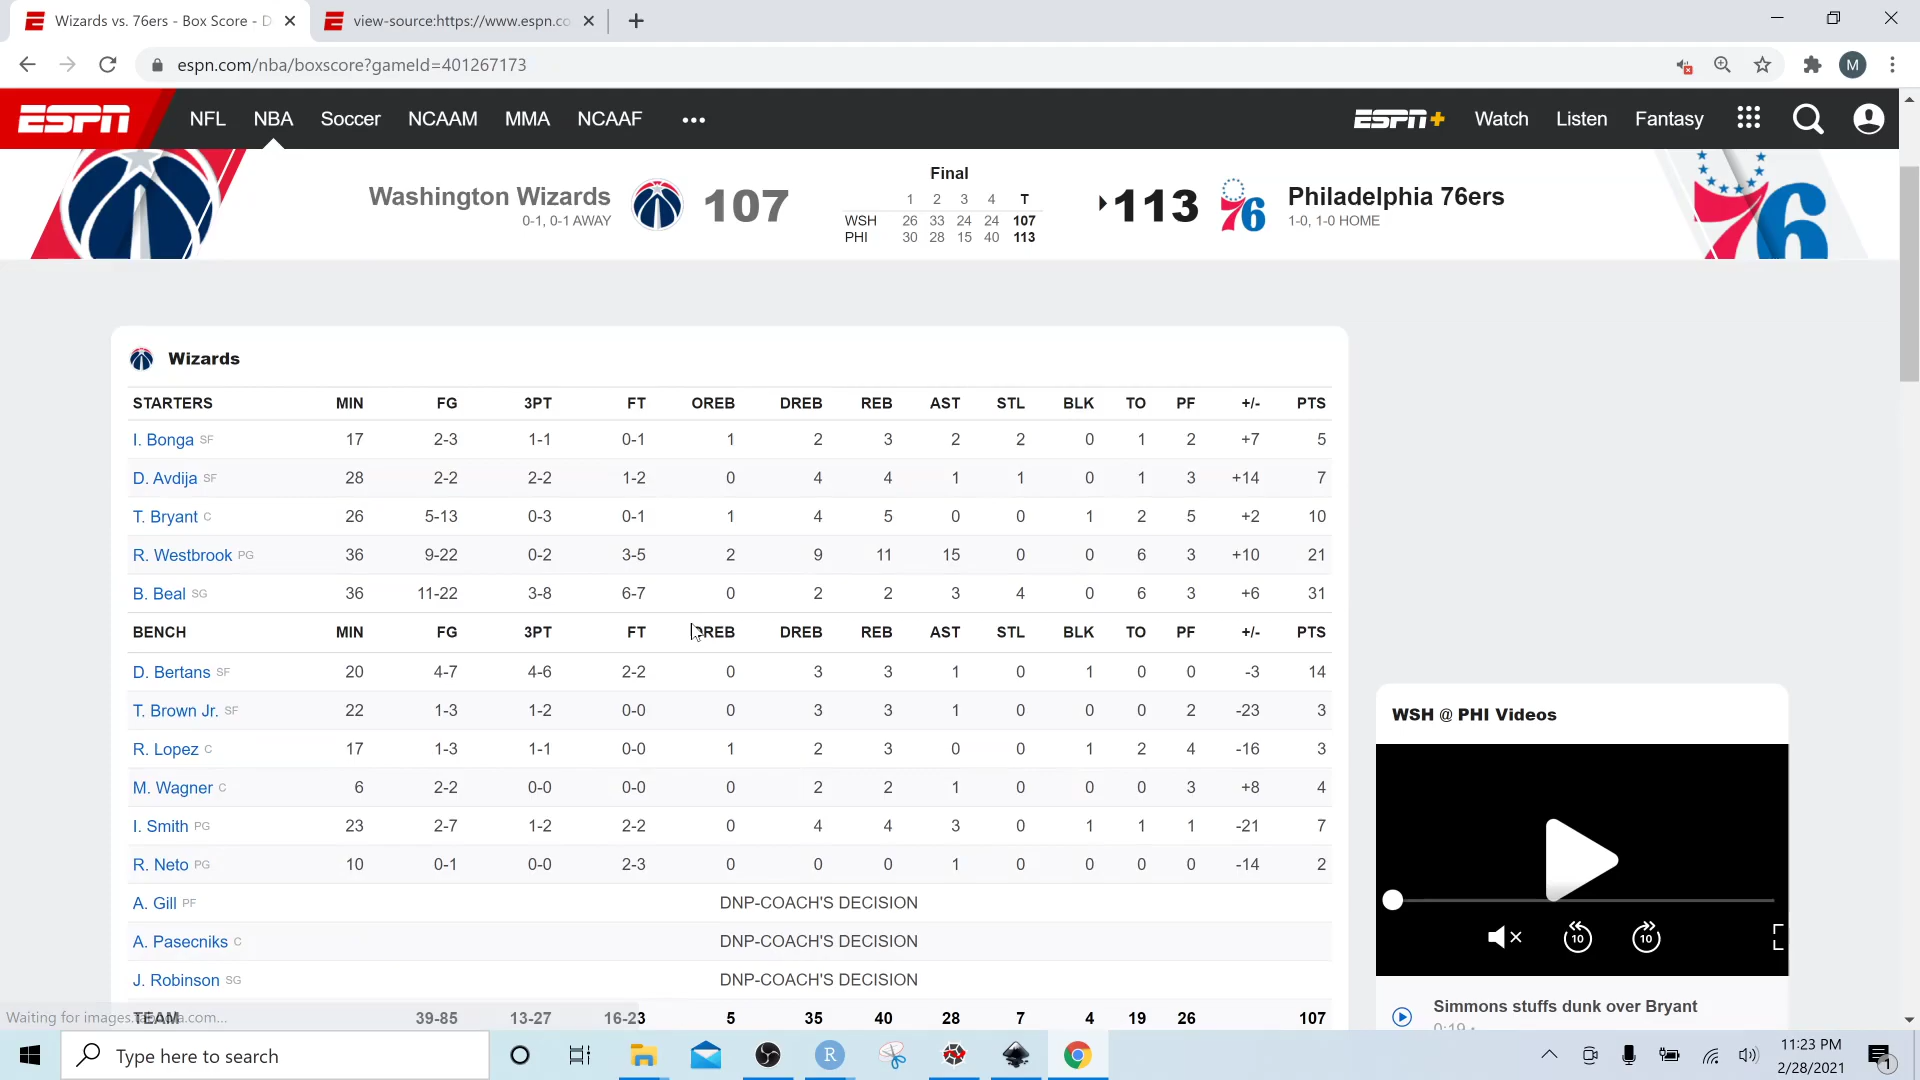 Wizards vs. 76ers - Box Score - D
view-source:https://www.espn.co
espn.com/nba/boxscore?gameId=401267173
M
ESPN NFL NBA Soccer NCAAM MMA NCAAF ESPN+ Watch Listen Fantasy
Washington Wizards
0-1, 0-1 AWAY
107
Final
1 2 3 4 T
WSH 26 33 24 24 107
PHI 30 28 15 40 113
113
76
Philadelphia 76ers
1-0, 1-0 HOME
76
Wizards
STARTERS MIN FG 3PT FT OREB DREB REB AST STL BLK TO PF +/- PTS
I. Bonga SF 17 2-3 1-1 0-1 1 2 3 2 2 0 1 2 +7 5
D. Avdija SF 28 2-2 2-2 1-2 0 4 4 1 1 0 1 3 +14 7
T. Bryant C 26 5-13 0-3 0-1 1 4 5 0 0 1 2 5 +2 10
R. Westbrook PG 36 9-22 0-2 3-5 2 9 11 15 0 0 6 3 +10 21
B. Beal SG 36 11-22 3-8 6-7 0 2 2 3 4 0 6 3 +6 31
BENCH MIN FG 3PT FT OREB DREB REB AST STL BLK TO PF +/- PTS
D. Bertans SF 20 4-7 4-6 2-2 0 3 3 1 0 1 0 0 -3 14
T. Brown Jr. SF 22 1-3 1-2 0-0 0 3 3 1 0 0 0 2 -23 3
R. Lopez C 17 1-3 1-1 0-0 1 2 3 0 0 1 2 4 -16 3
M. Wagner C 6 2-2 0-0 0-0 0 2 2 1 0 0 0 3 +8 4
I. Smith PG 23 2-7 1-2 2-2 0 4 4 3 0 1 1 1 -21 7
R. Neto PG 10 0-1 0-0 2-3 0 0 0 1 0 0 0 0 -14 2
A. Gill PF DNP-COACH'S DECISION
A. Pasecniks C DNP-COACH'S DECISION
J. Robinson SG DNP-COACH'S DECISION
TEAM 39-85 13-27 16-23 5 35 40 28 7 4 19 26 107
WSH @ PHI Videos
10 10
Simmons stuffs dunk over Bryant
0:19
Type here to search
R
11:23 PM
2/28/2021
1